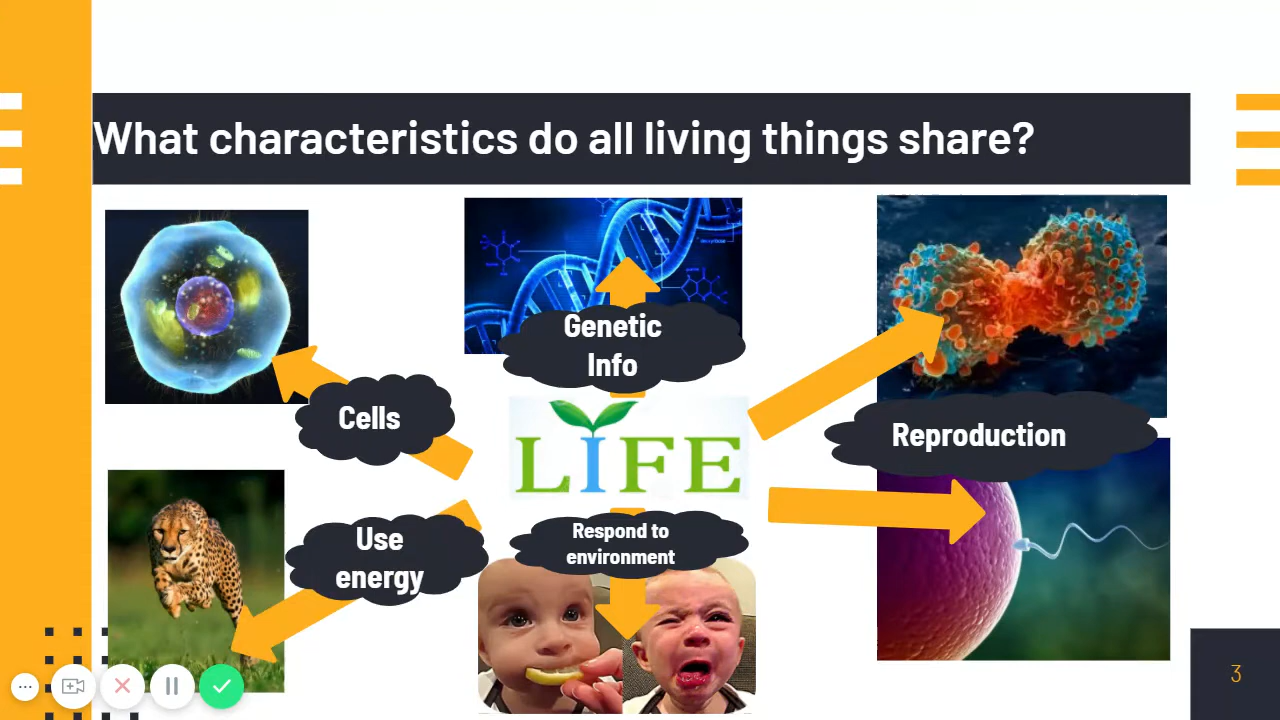 What characteristics do all living things share?
Genetic
Info
Cells
LIFE
Reproduction
Use
energy
Respond to
environment
3